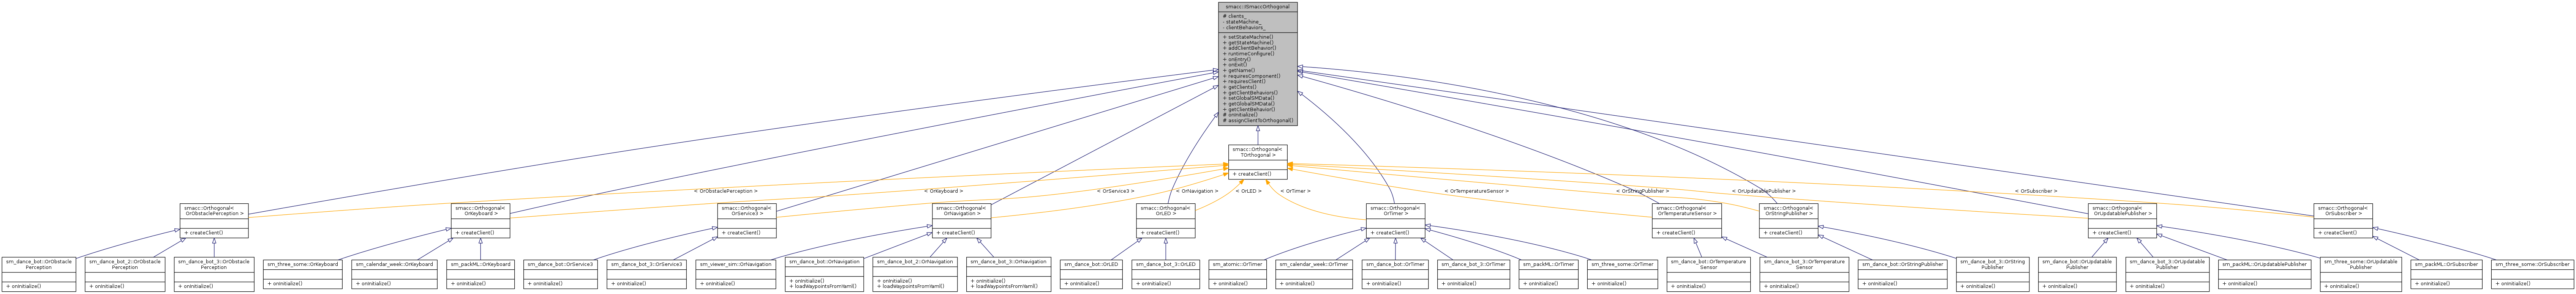 smacc::ISmaccOrthogonal
# clients_
- stateMachine_
- clientBehaviors_
+ setStateMachine()
+ getStateMachine()
+ addClientBehavior()
+ runtimeConfigure()
+ onEntry()
+ onExit()
+ getName()
+ requiresComponent()
+ requiresClient()
+ getClients()
+ getClientBehaviors()
+ setGlobalSMData()
+ getGlobalSMData()
+ getClientBehavior()
# onInitialize()
# assignClientToOrthogonal()
smacc::Orthogonal<
TOrthogonal >
+ createClient()
< OrObstaclePerception >
< OrKeyboard >
< OrService3 >
< OrNavigation >
< OrLED >
< OrTimer >
< OrTemperatureSensor >
< OrStringPublisher >
< OrUpdatablePublisher >
< OrSubscriber >
smacc::Orthogonal<
OrObstaclePerception >
+ createClient()
smacc::Orthogonal<
OrKeyboard >
+ createClient()
smacc::Orthogonal<
OrService3 >
+ createClient()
smacc::Orthogonal<
OrNavigation >
+ createClient()
smacc::Orthogonal<
OrLED >
+ createClient()
smacc::Orthogonal<
OrTimer >
+ createClient()
smacc::Orthogonal<
OrTemperatureSensor >
+ createClient()
smacc::Orthogonal<
OrStringPublisher >
+ createClient()
smacc::Orthogonal<
OrUpdatablePublisher >
+ createClient()
smacc::Orthogonal<
OrSubscriber >
+ createClient()
sm_dance_bot::OrObstacle
Perception
+ onInitialize()
sm_dance_bot_2::OrObstacle
Perception
+ onInitialize()
sm_dance_bot_3::OrObstacle
Perception
+ onInitialize()
sm_three_some::OrKeyboard
+ onInitialize()
sm_calendar_week::OrKeyboard
+ onInitialize()
sm_packML::OrKeyboard
+ onInitialize()
sm_dance_bot::OrService3
+ onInitialize()
sm_dance_bot_3::OrService3
+ onInitialize()
sm_viewer_sim::OrNavigation
+ onInitialize()
sm_dance_bot::OrNavigation
+ onInitialize()
+ loadWaypointsFromYaml()
sm_dance_bot_2::OrNavigation
+ onInitialize()
+ loadWaypointsFromYaml()
sm_dance_bot_3::OrNavigation
+ onInitialize()
+ loadWaypointsFromYaml()
sm_dance_bot::OrLED
+ onInitialize()
sm_dance_bot_3::OrLED
+ onInitialize()
sm_atomic::OrTimer
+ onInitialize()
sm_calendar_week::OrTimer
+ onInitialize()
sm_dance_bot::OrTimer
+ onInitialize()
sm_dance_bot_3::OrTimer
+ onInitialize()
sm_packML::OrTimer
+ onInitialize()
sm_three_some::OrTimer
+ onInitialize()
sm_dance_bot::OrTemperature
Sensor
+ onInitialize()
sm_dance_bot_3::OrTemperature
Sensor
+ onInitialize()
sm_dance_bot::OrStringPublisher
+ onInitialize()
sm_dance_bot_3::OrString
Publisher
+ onInitialize()
sm_dance_bot::OrUpdatable
Publisher
+ onInitialize()
sm_dance_bot_3::OrUpdatable
Publisher
+ onInitialize()
sm_packML::OrUpdatablePublisher
+ onInitialize()
sm_three_some::OrUpdatable
Publisher
+ onInitialize()
sm_packML::OrSubscriber
+ onInitialize()
sm_three_some::OrSubscriber
+ onInitialize()